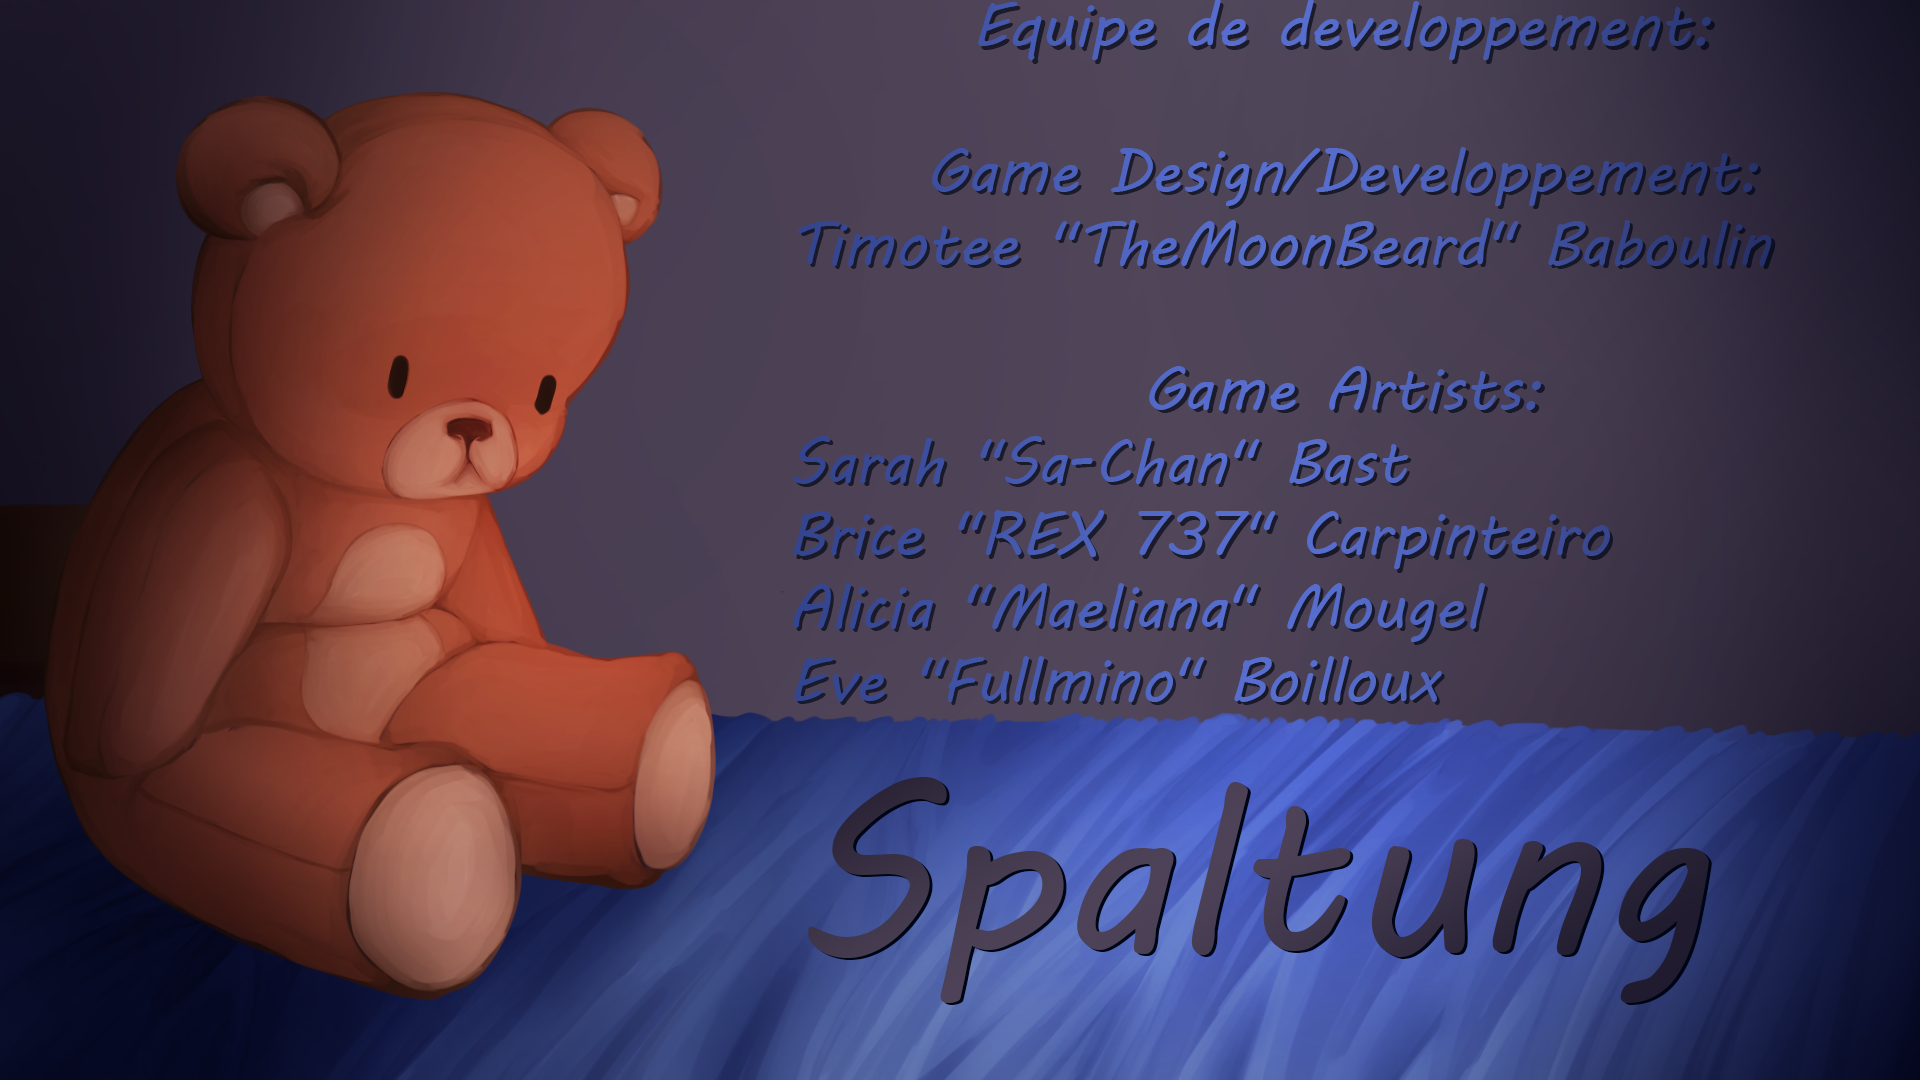 Equipe de developpement:
Game Design/Developpement:
Timotee "TheMoonBeard" Baboulin
Game Artists:
Sarah "Sa-Chan" Bast
Brice "REX 737" Carpinteiro
Alicia "Maeliana" Mougel
Eve "Fullmino" Boilloux
Spaltung